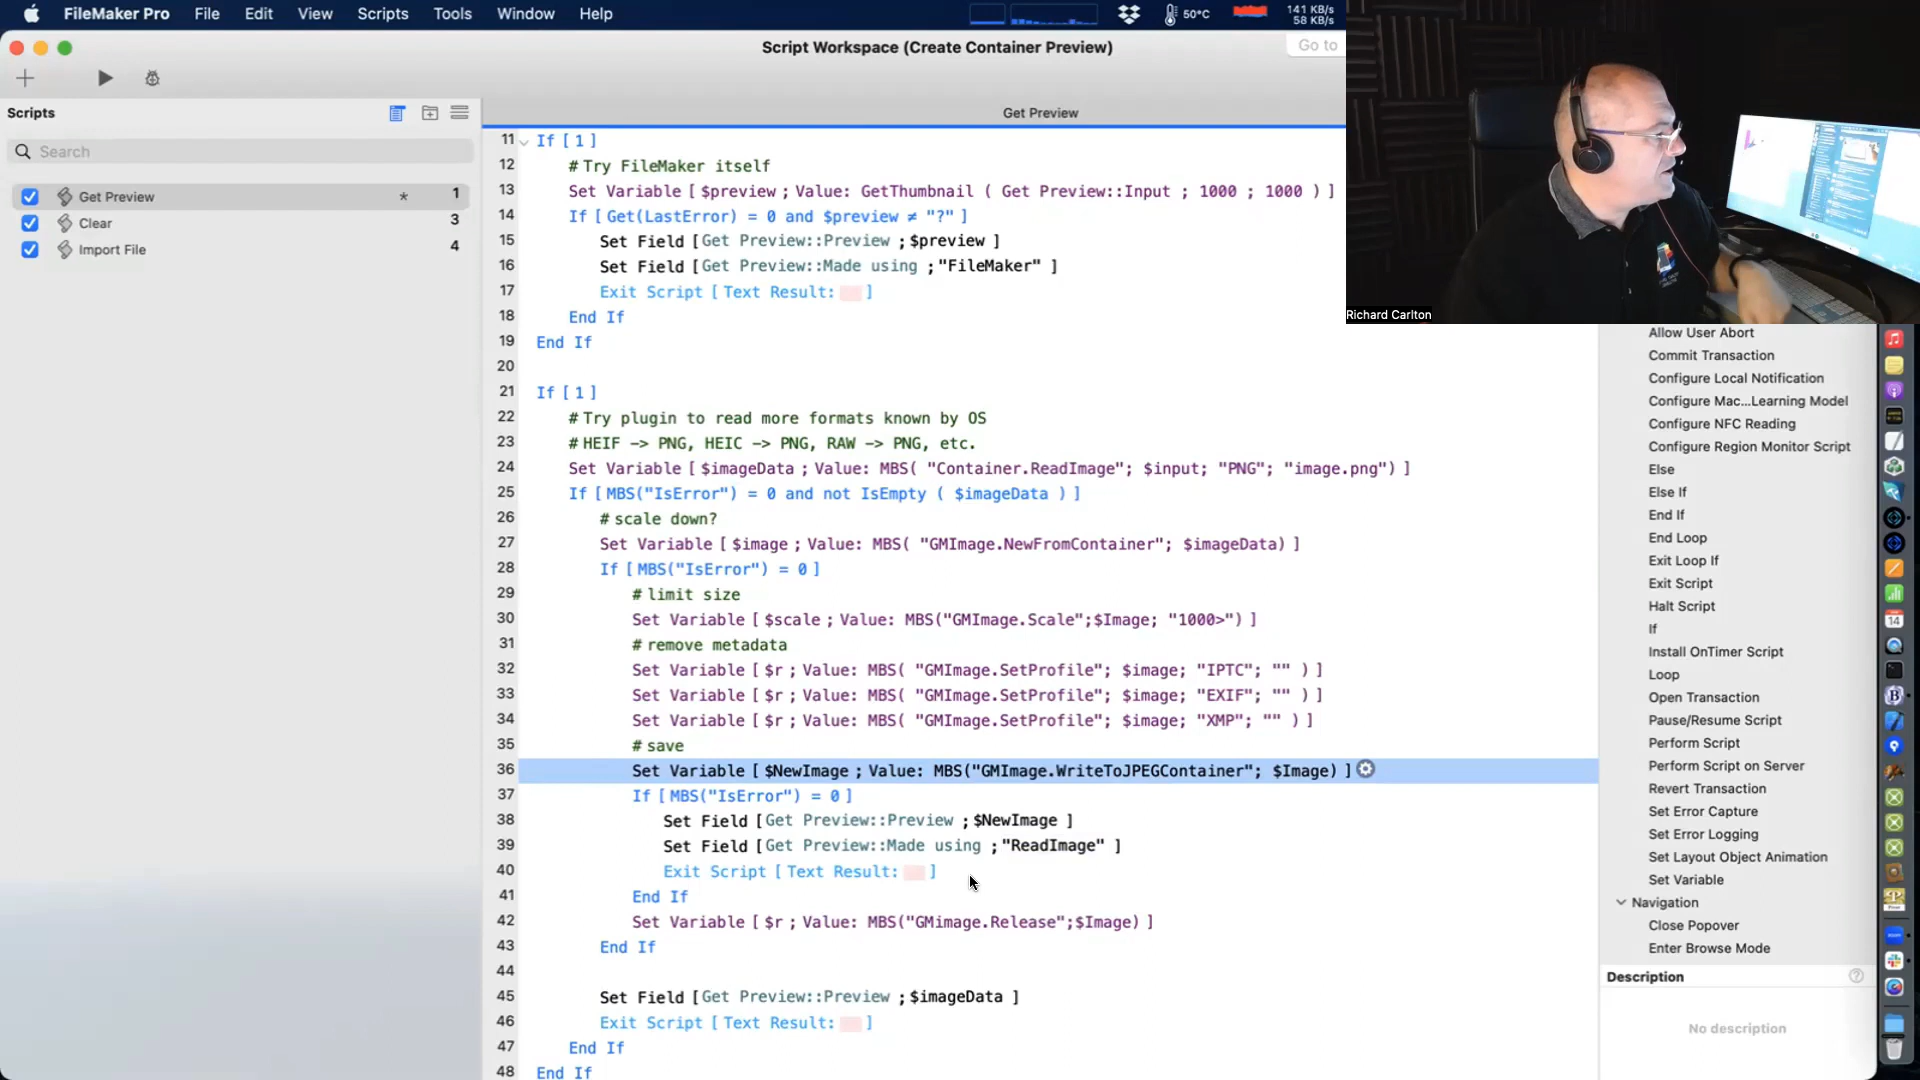 FileMaker Pro File Edit View Scripts Tools Window Help 50°C 141 KB/s
58 KB/s
Script Workspace (Create Container Preview) Go to
Scripts
Get Preview
Search
Get Preview * 1
Clear 3
Import File 4
11 If [ 1 ]
12 # Try FileMaker itself
13 Set Variable [ $preview ; Value: GetThumbnail ( Get Preview::Input ; 1000 ; 1000 ) ]
14 If [ Get(LastError) = 0 and $preview ≠ "?" ]
15 Set Field [ Get Preview::Preview ; $preview ]
16 Set Field [ Get Preview::Made using ; "FileMaker" ]
17 Exit Script [ Text Result: ]
18 End If
19 End If
20
21 If [ 1 ]
22 # Try plugin to read more formats known by OS
23 # HEIF -> PNG, HEIC -> PNG, RAW -> PNG, etc.
24 Set Variable [ $imageData ; Value: MBS( "Container.ReadImage"; $input; "PNG"; "image.png") ]
25 If [ MBS("IsError") = 0 and not IsEmpty ( $imageData ) ]
26 # scale down?
27 Set Variable [ $image ; Value: MBS( "GMImage.NewFromContainer"; $imageData) ]
28 If [ MBS("IsError") = 0 ]
29 # limit size
30 Set Variable [ $scale ; Value: MBS("GMImage.Scale";$Image; "1000>") ]
31 # remove metadata
32 Set Variable [ $r ; Value: MBS( "GMImage.SetProfile"; $image; "IPTC"; "" ) ]
33 Set Variable [ $r ; Value: MBS( "GMImage.SetProfile"; $image; "EXIF"; "" ) ]
34 Set Variable [ $r ; Value: MBS( "GMImage.SetProfile"; $image; "XMP"; "" ) ]
35 # save
36 Set Variable [ $NewImage ; Value: MBS("GMImage.WriteToJPEGContainer"; $Image) ]
37 If [ MBS("IsError") = 0 ]
38 Set Field [ Get Preview::Preview ; $NewImage ]
39 Set Field [ Get Preview::Made using ; "ReadImage" ]
40 Exit Script [ Text Result: ]
41 End If
42 Set Variable [ $r ; Value: MBS("GMimage.Release";$Image) ]
43 End If
44
45 Set Field [ Get Preview::Preview ; $imageData ]
46 Exit Script [ Text Result: ]
47 End If
48 End If
Richard Carlton
Allow User Abort
Commit Transaction
Configure Local Notification
Configure Mac...Learning Model
Configure NFC Reading
Configure Region Monitor Script
Else
Else If
End If
End Loop
Exit Loop If
Exit Script
Halt Script
If
Install OnTimer Script
Loop
Open Transaction
Pause/Resume Script
Perform Script
Perform Script on Server
Revert Transaction
Set Error Capture
Set Error Logging
Set Layout Object Animation
Set Variable
Navigation
Close Popover
Enter Browse Mode
Description
No description
14